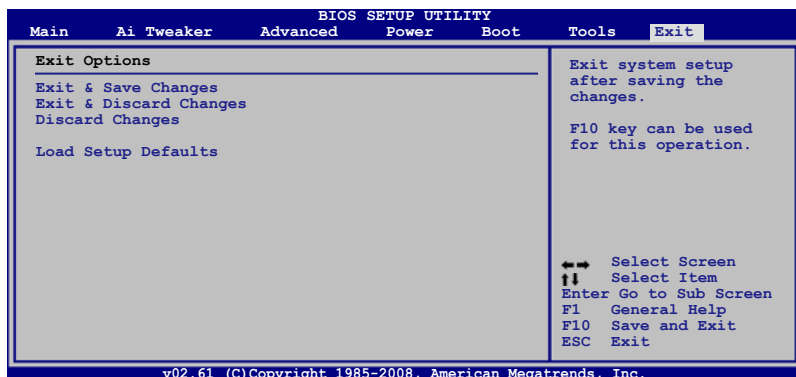 BIOS SETUP UTILITY
Main Ai Tweaker Advanced Power Boot Tools Exit
Exit Options
Exit & Save Changes
Exit & Discard Changes
Discard Changes
Load Setup Defaults
Exit system setup
after saving the
changes.
F10 key can be used
for this operation.
←→ Select Screen
↑↓ Select Item
Enter Go to Sub Screen
F1 General Help
F10 Save and Exit
ESC Exit
v02.61 (C)Copyright 1985-2008, American Megatrends, Inc.